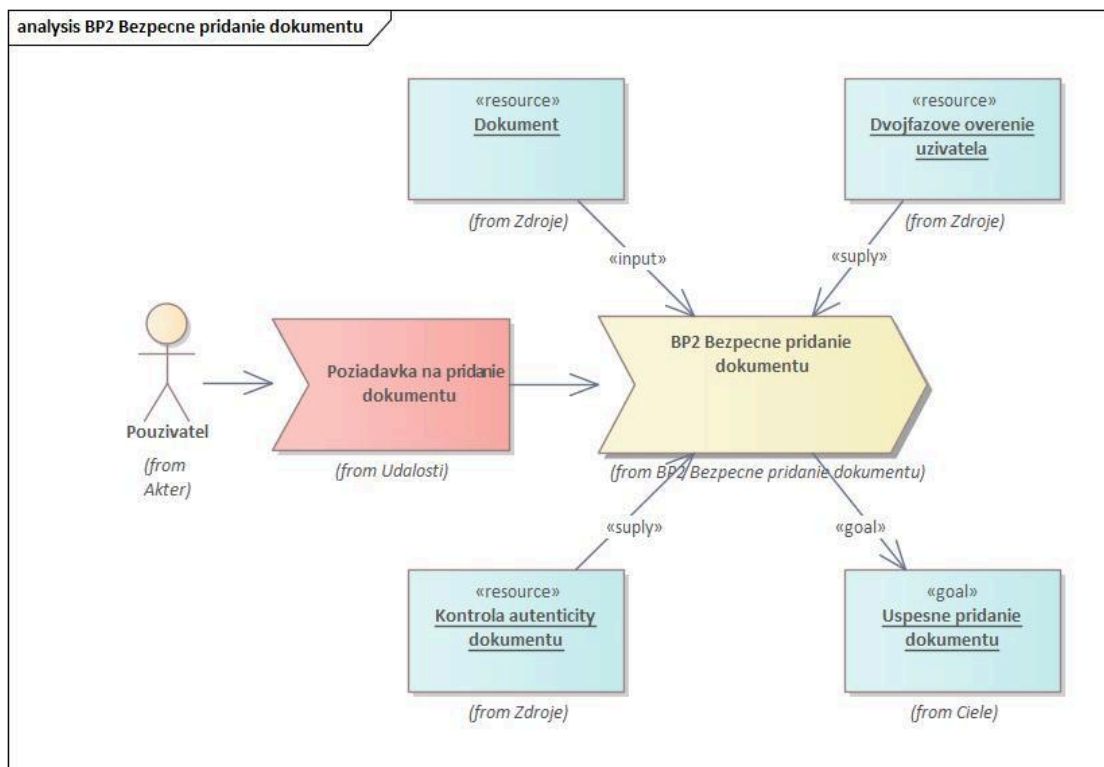 analysis BP2 Bezpecne pridanie dokumentu
«resource»
Dokument
(from Zdroje)
«resource»
Dvojfazove overenie
uzivatela
(from Zdroje)
«input»
«suply»
Pouzivatel
(from
Akter)
Poziadavka na pridanie
dokumentu
(from Udalosti)
BP2 Bezpecne pridanie
dokumentu
(from BP2 Bezpecne pridanie dokumentu)
«suply»
«goal»
«resource»
Kontrola autenticity
dokumentu
(from Zdroje)
«goal»
Uspesne pridanie
dokumentu
(from Ciele)